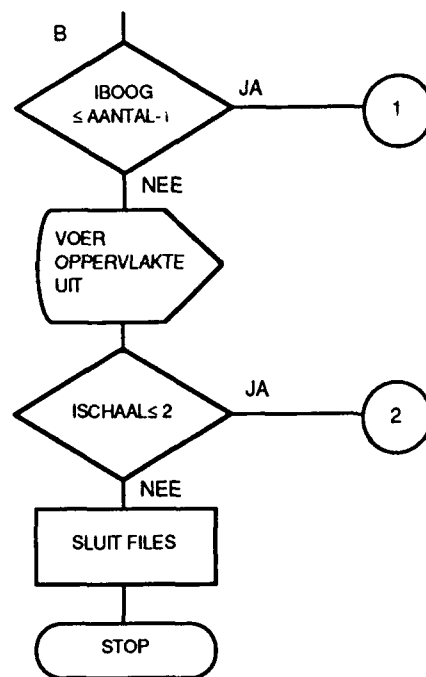 B
IBOOG
≤ AANTAL-1
JA
1
NEE
VOER
OPPERVLAKTE
UIT
ISCHAAL≤ 2
JA
2
NEE
SLUIT FILES
STOP